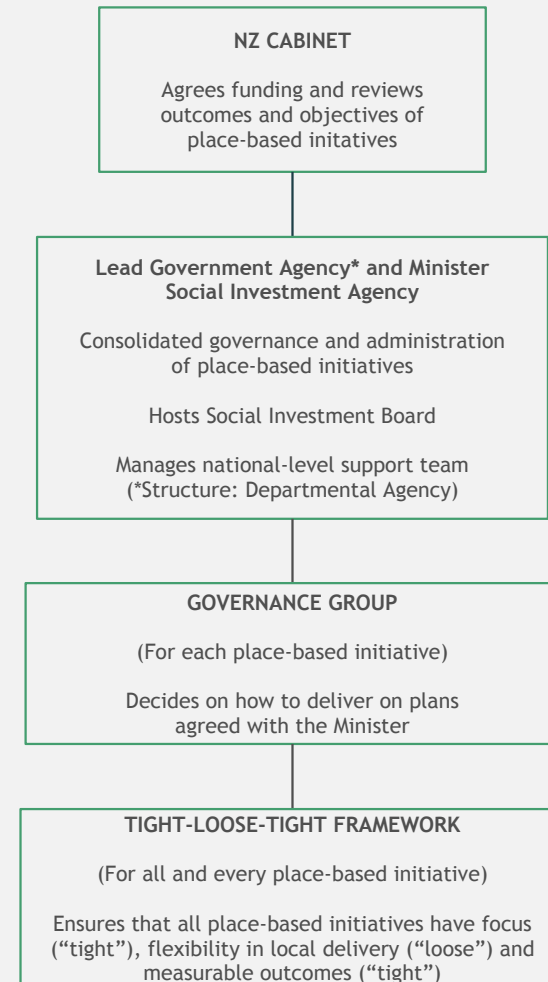 NZ CABINET
Agrees funding and reviews
outcomes and objectives of
place-based initatives
Lead Government Agency* and Minister
Social Investment Agency
Consolidated governance and administration
of place-based initiatives
Hosts Social Investment Board
Manages national-level support team
(*Structure: Departmental Agency)
GOVERNANCE GROUP
(For each place-based initiative)
Decides on how to deliver on plans
agreed with the Minister
TIGHT-LOOSE-TIGHT FRAMEWORK
(For all and every place-based initiative)
Ensures that all place-based initiatives have focus
(“tight”), flexibility in local delivery (“loose”) and
measurable outcomes (“tight”)